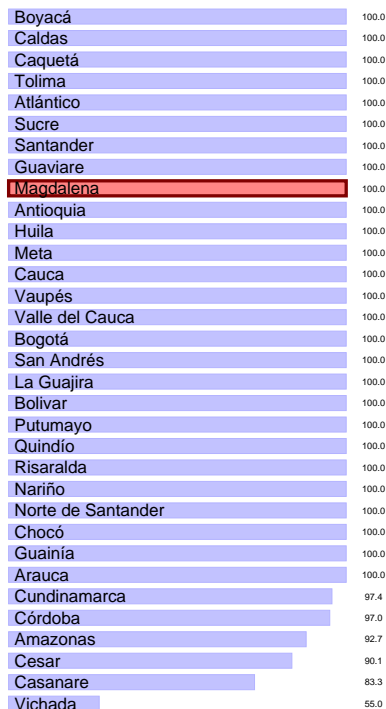 Boyacá 100.0
Caldas 100.0
Caquetá 100.0
Tolima 100.0
Atlántico 100.0
Sucre 100.0
Santander 100.0
Guaviare 100.0
Magdalena 100.0
Antioquia 100.0
Huila 100.0
Meta 100.0
Cauca 100.0
Vaupés 100.0
Valle del Cauca 100.0
Bogotá 100.0
San Andrés 100.0
La Guajira 100.0
Bolivar 100.0
Putumayo 100.0
Quindío 100.0
Risaralda 100.0
Nariño 100.0
Norte de Santander 100.0
Chocó 100.0
Guainía 100.0
Arauca 100.0
Cundinamarca 97.4
Córdoba 97.0
Amazonas 92.7
Cesar 90.1
Casanare 83.3
Vichada 55.0